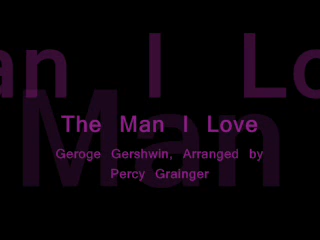 an I Lo
Man
The Man I Love
Geroge Gershwin, Arranged by
Percy Grainger